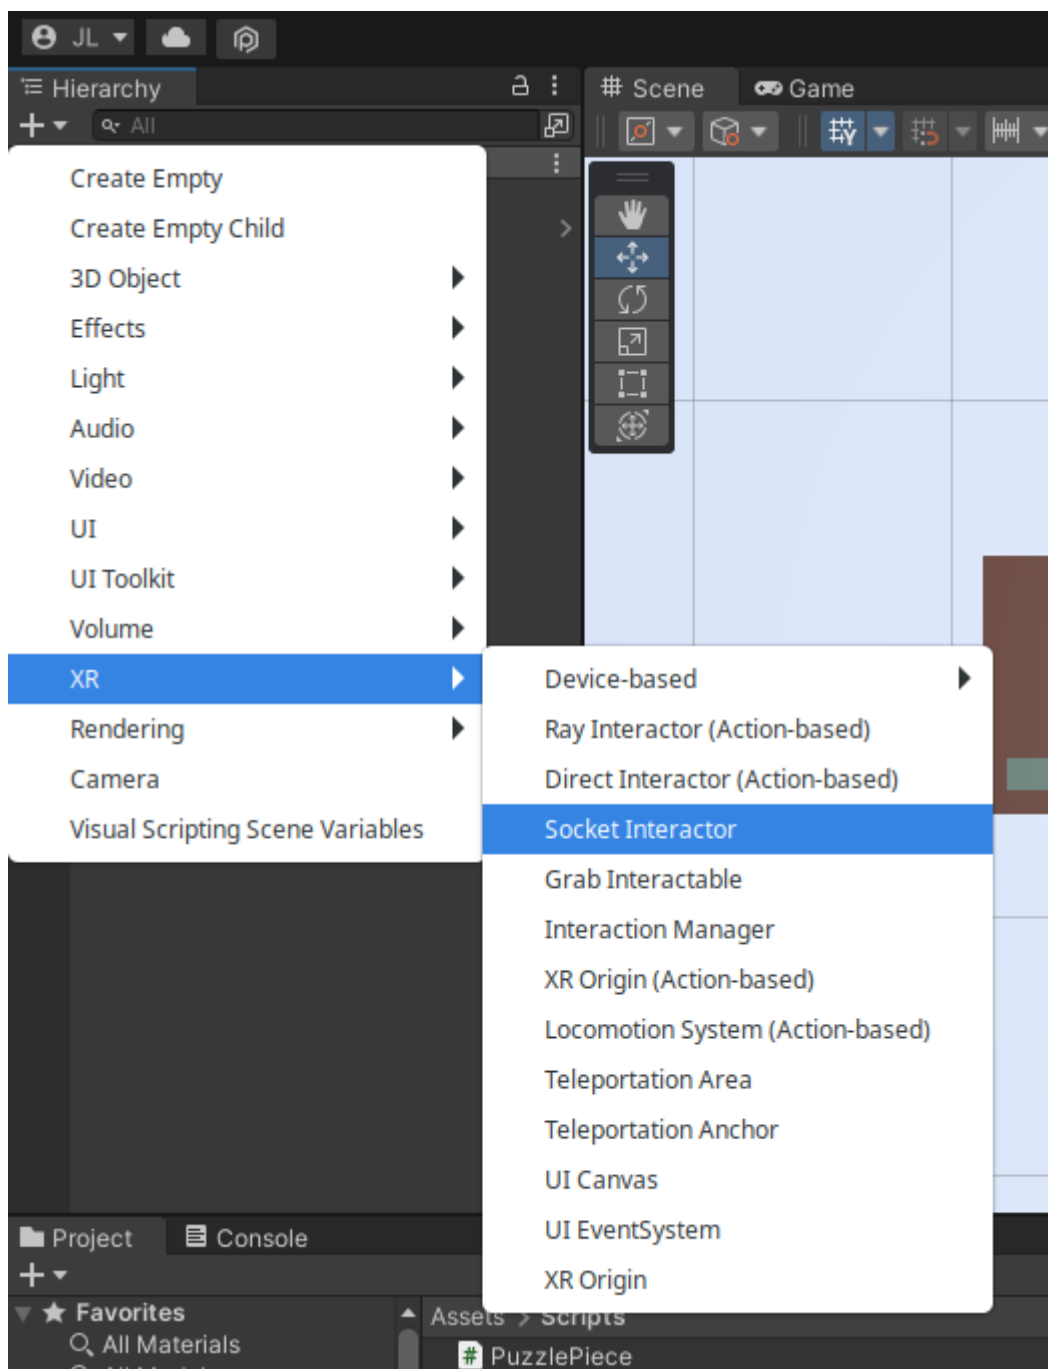 JL
Hierarchy
Scene
Game
All
Create Empty
Create Empty Child
3D Object
Effects
Light
Audio
Video
UI
UI Toolkit
Volume
XR
Rendering
Camera
Visual Scripting Scene Variables
Device-based
Ray Interactor (Action-based)
Direct Interactor (Action-based)
Socket Interactor
Grab Interactable
Interaction Manager
XR Origin (Action-based)
Locomotion System (Action-based)
Teleportation Area
Teleportation Anchor
UI Canvas
UI EventSystem
XR Origin
Project
Console
Favorites
All Materials
Assets > Scripts
# PuzzlePiece